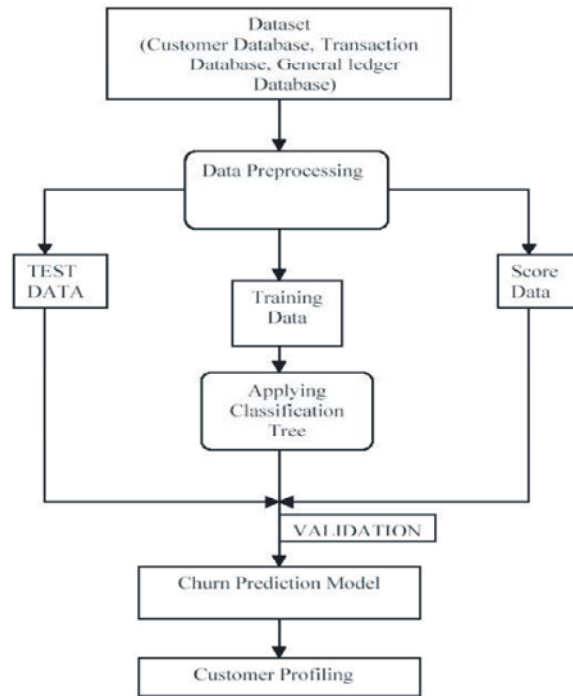 Dataset
(Customer Database, Transaction
Database, General ledger
Database)
Data Preprocessing
TEST
DATA
Training
Data
Score
Data
Applying
Classification
Tree
VALIDATION
Churn Prediction Model
Customer Profiling